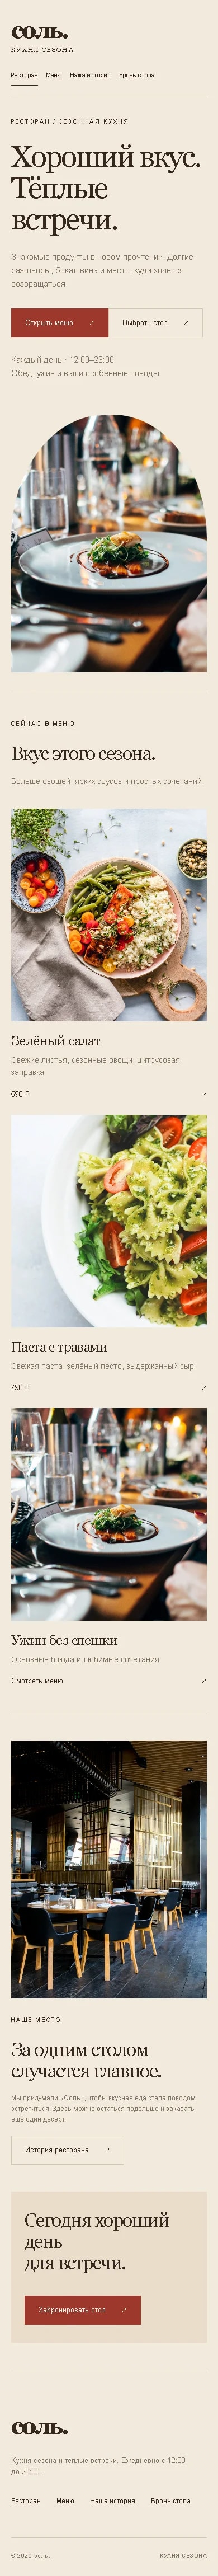 соль.
КУХНЯ СЕЗОНА
Ресторан Меню Наша история Бронь стола
РЕСТОРАН / СЕЗОННАЯ КУХНЯ
Хороший вкус.
Тёплые
встречи.
Знакомые продукты в новом прочтении. Долгие
разговоры, бокал вина и место, куда хочется
возвращаться.
Открыть меню ↗ Выбрать стол ↗
Каждый день · 12:00–23:00
Обед, ужин и ваши особенные поводы.
СЕЙЧАС В МЕНЮ
Вкус этого сезона.
Больше овощей, ярких соусов и простых сочетаний.
Зелёный салат
Свежие листья, сезонные овощи, цитрусовая
заправка
590 ₽ ↗
Паста с травами
Свежая паста, зелёный песто, выдержанный сыр
790 ₽ ↗
Ужин без спешки
Основные блюда и любимые сочетания
Смотреть меню ↗
НАШЕ МЕСТО
За одним столом
случается главное.
Мы придумали «Соль», чтобы вкусная еда стала поводом
встретиться. Здесь можно остаться подольше и заказать
ещё один десерт.
История ресторана ↗
Сегодня хороший
день
для встречи.
Забронировать стол ↗
соль.
Кухня сезона и тёплые встречи. Ежедневно с 12:00
до 23:00.
Ресторан Меню Наша история Бронь стола
© 2026 соль. КУХНЯ СЕЗОНА